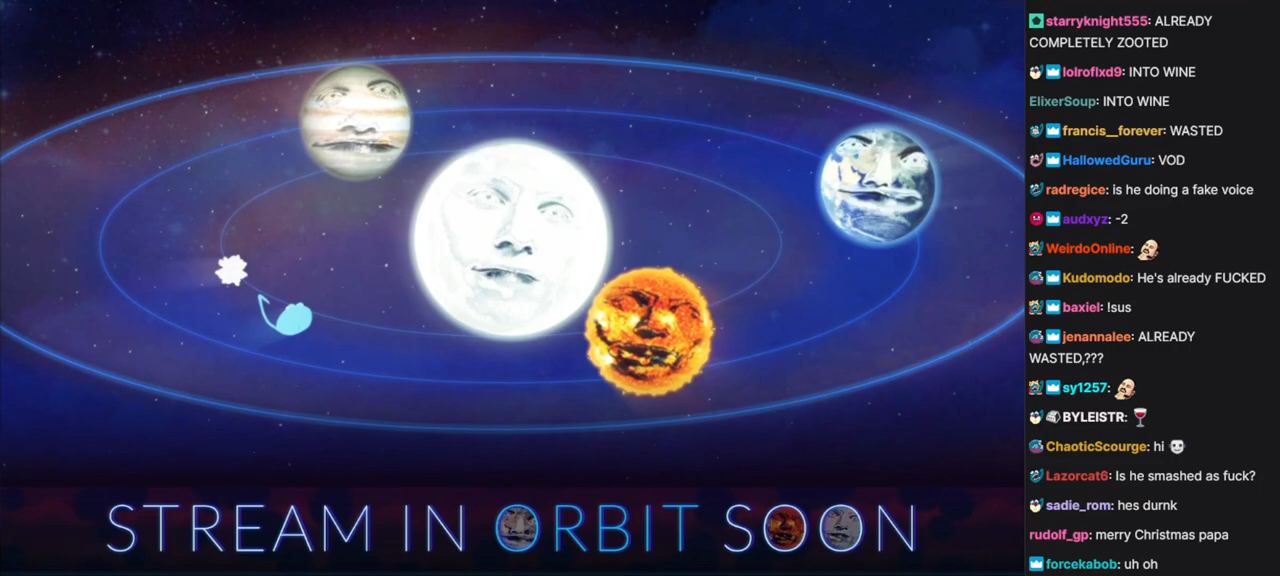 STREAM IN ORBIT SOON
starryknight555: ALREADY
COMPLETELY ZOOTED
lolroflxd9: INTO WINE
ElixerSoup: INTO WINE
francis__forever: WASTED
HallowedGuru: VOD
radregice: is he doing a fake voice
audxyz: -2
WeirdoOnline:
Kudomodo: He's already FUCKED
baxiel: !sus
jenannalee: ALREADY
WASTED,???
sy1257:
BYLEISTR: 🍷
ChaoticScourge: hi
Lazorcat6: Is he smashed as fuck?
sadie_rom: hes durnk
rudolf_gp: merry Christmas papa
forcekabob: uh oh